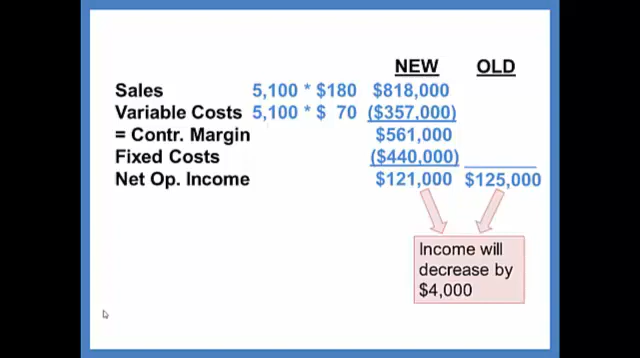 NEW OLD
Sales 5,100 * $180 $818,000
Variable Costs 5,100 * $ 70 ($357,000)
= Contr. Margin $561,000
Fixed Costs ($440,000)
Net Op. Income $121,000 $125,000
Income will
decrease by
$4,000